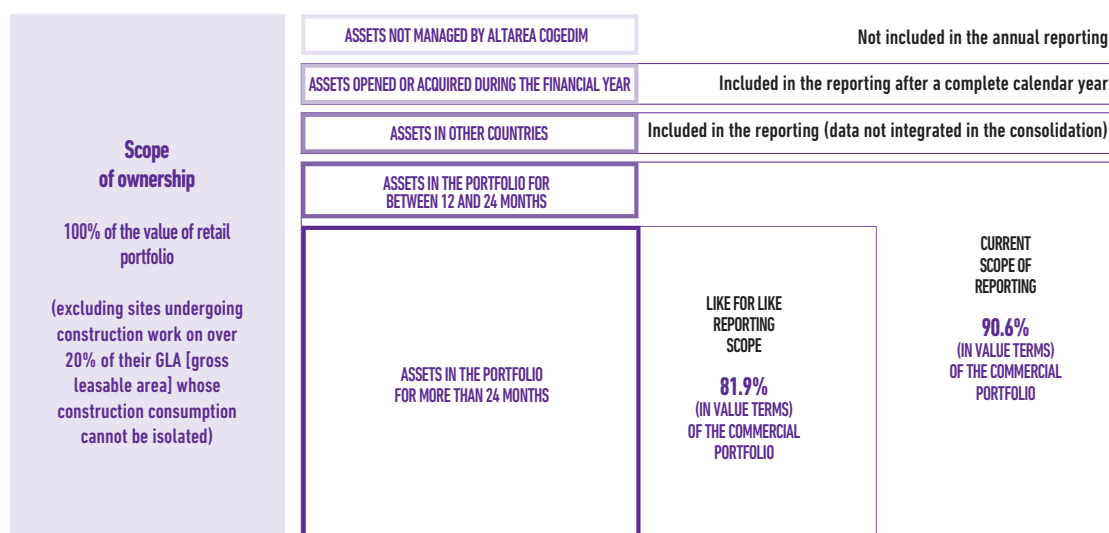 Scope
of ownership
100% of the value of retail
portfolio
(excluding sites undergoing
construction work on over
20% of their GLA [gross
leasable area] whose
construction consumption
cannot be isolated)
ASSETS NOT MANAGED BY ALTAREA COGEDIM
Not included in the annual reporting
ASSETS OPENED OR ACQUIRED DURING THE FINANCIAL YEAR
Included in the reporting after a complete calendar year
ASSETS IN OTHER COUNTRIES
Included in the reporting (data not integrated in the consolidation)
ASSETS IN THE PORTFOLIO FOR
BETWEEN 12 AND 24 MONTHS
ASSETS IN THE PORTFOLIO
FOR MORE THAN 24 MONTHS
LIKE FOR LIKE
REPORTING
SCOPE
81.9%
(IN VALUE TERMS)
OF THE COMMERCIAL
PORTFOLIO
CURRENT
SCOPE OF
REPORTING
90.6%
(IN VALUE TERMS)
OF THE COMMERCIAL
PORTFOLIO